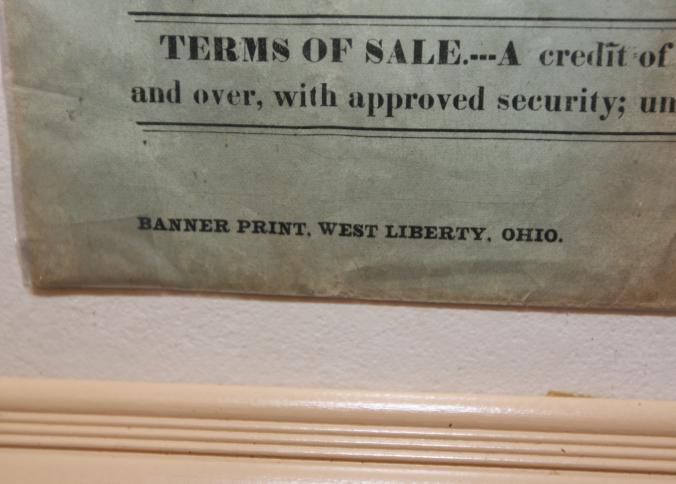 TERMS OF SALE.---A credit of
and over, with approved security; un
BANNER PRINT, WEST LIBERTY, OHIO.